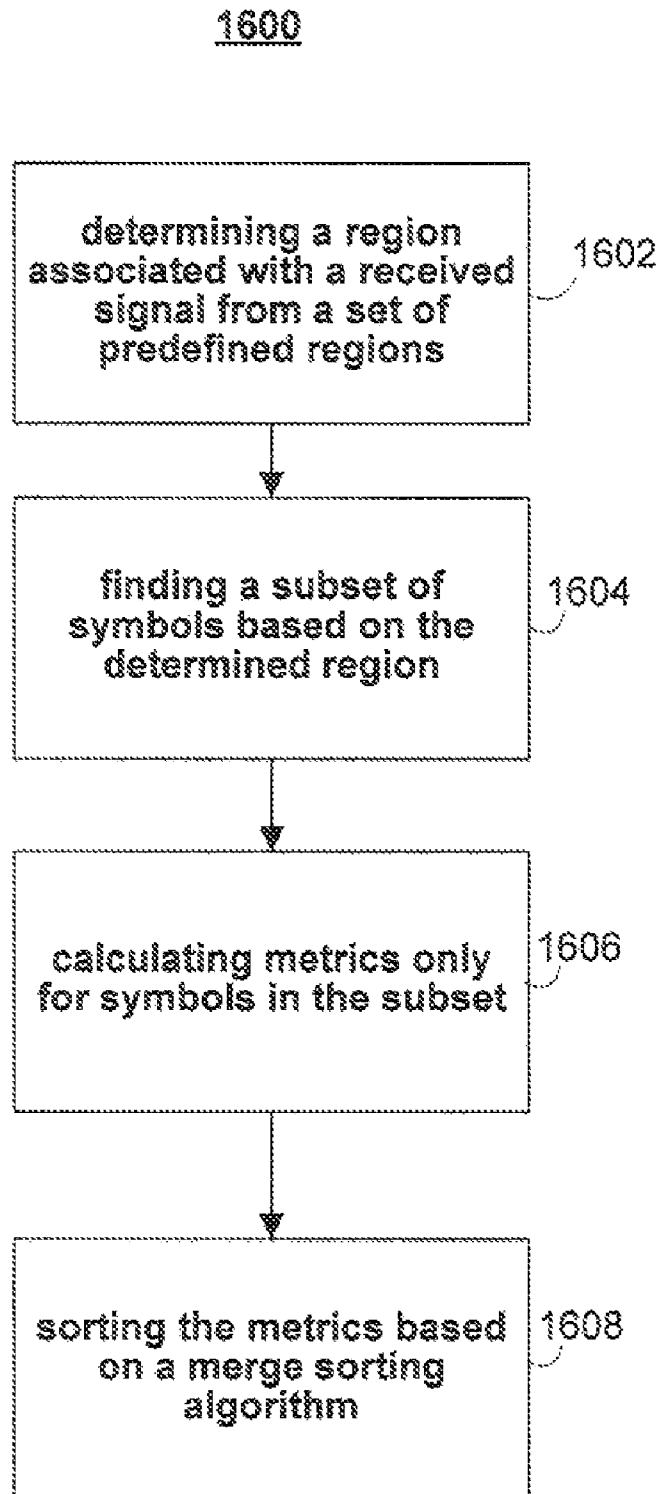 1600
determining a region
associated with a received
signal from a set of
predefined regions
1602
finding a subset of
symbols based on the
determined region
1604
calculating metrics only
for symbols in the subset
1606
sorting the metrics based
on a merge sorting
algorithm
1608